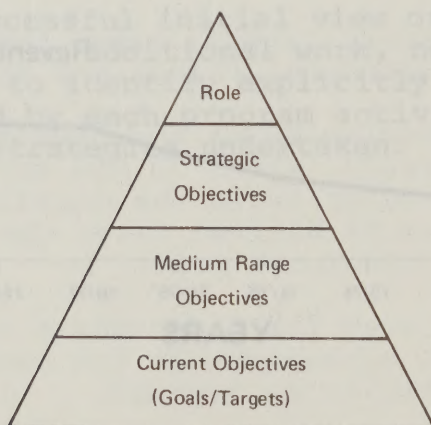 Role
Strategic
Objectives
Medium Range
Objectives
Current Objectives
(Goals/Targets)